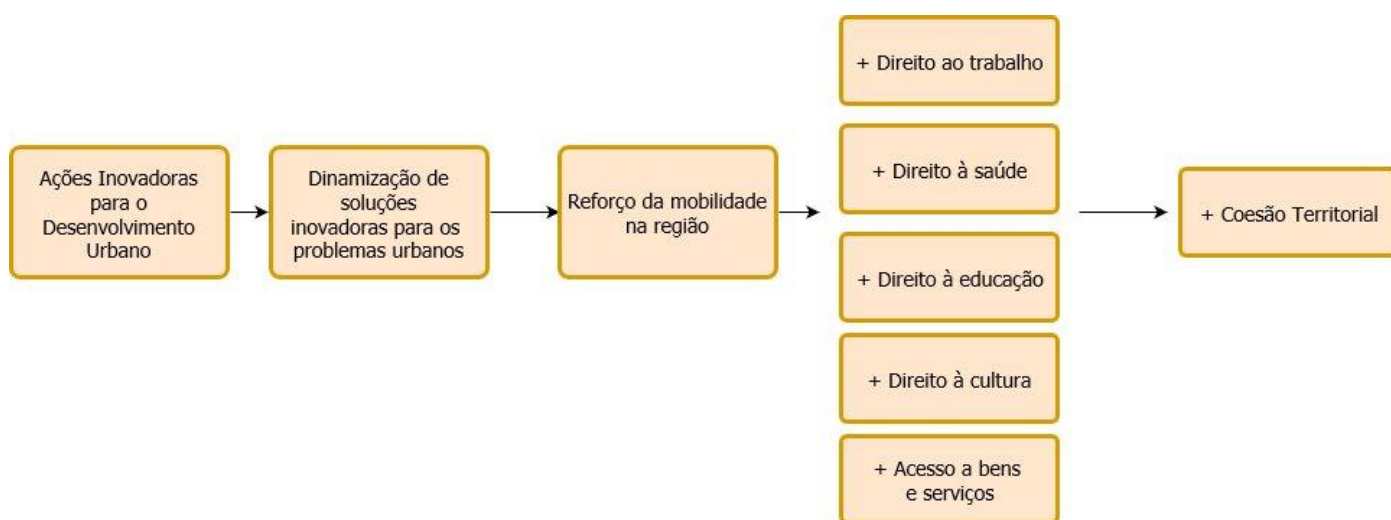 Ações Inovadoras
para o
Desenvolvimento
Urbano
Dinamização de
soluções
inovadoras para os
problemas urbanos
Reforço da mobilidade
na região
+ Direito ao trabalho
+ Direito à saúde
+ Direito à educação
+ Direito à cultura
+ Acesso a bens
e serviços
+ Coesão Territorial